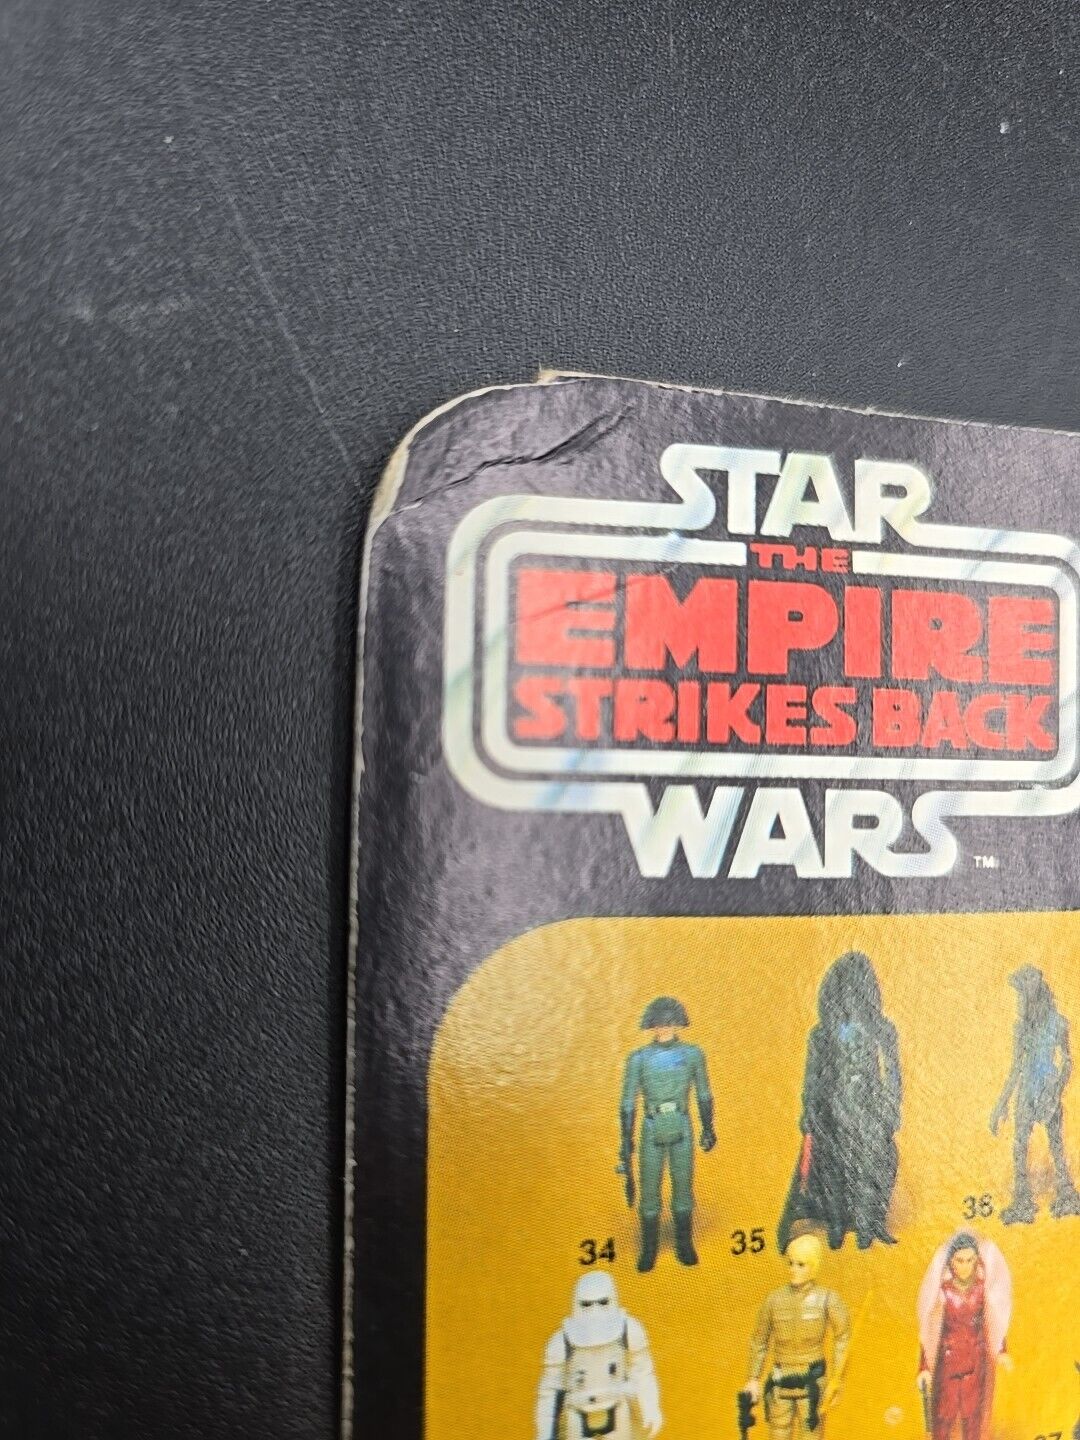 STAR
THE
EMPIRE
STRIKES BACK
WARS
TM
34
35
36